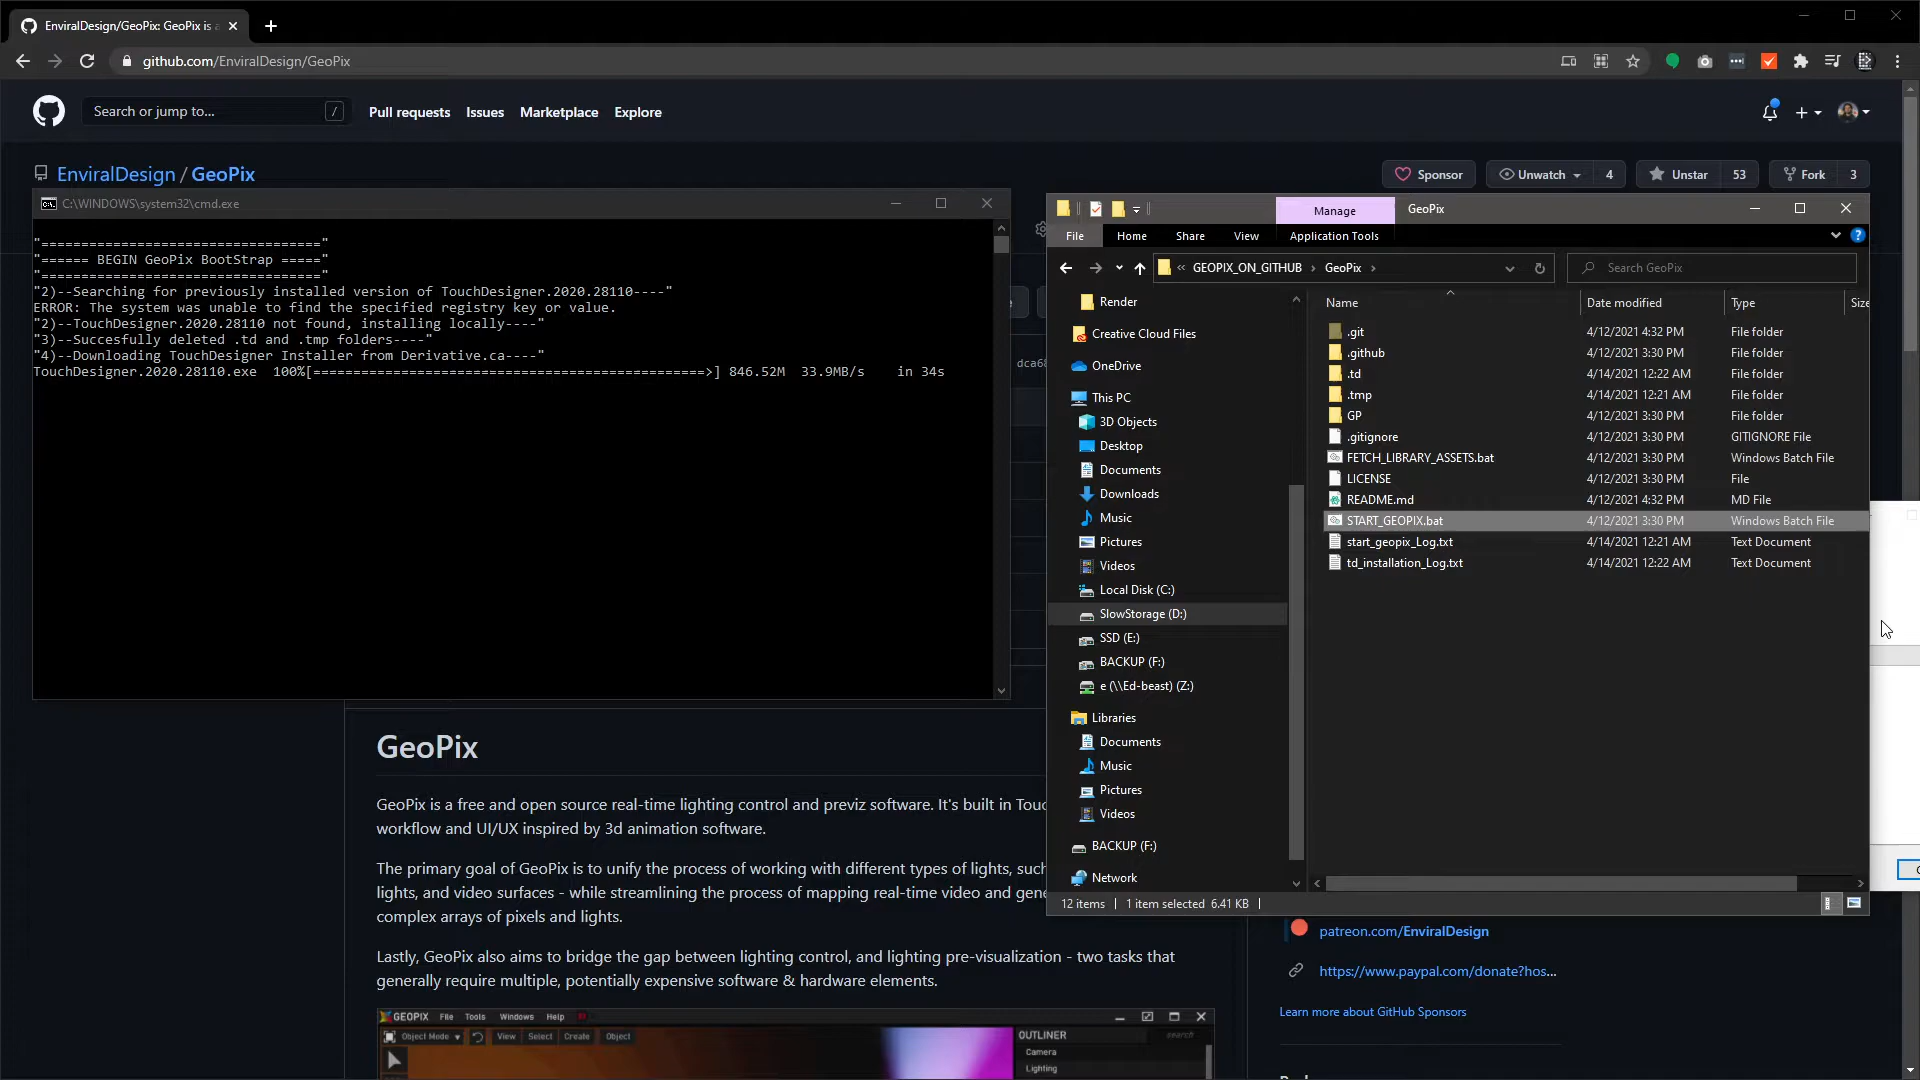 EnviralDesign/GeoPix: GeoPix is a
github.com/EnviralDesign/GeoPix
Search or jump to...
/
Pull requests
Issues
Marketplace
Explore
EnviralDesign / GeoPix
Sponsor
Unwatch
4
Unstar
53
Fork
3
C:\WINDOWS\system32\cmd.exe
"==================================="
"====== BEGIN GeoPix BootStrap ====="
"==================================="
"2)--Searching for previously installed version of TouchDesigner.2020.28110----"
ERROR: The system was unable to find the specified registry key or value.
"2)--TouchDesigner.2020.28110 not found, installing locally----"
"3)--Succesfully deleted .td and .tmp folders----"
"4)--Downloading TouchDesigner Installer from Derivative.ca----"
TouchDesigner.2020.28110.exe 100%[=================================================>] 846.52M 33.9MB/s in 34s
dca68
Manage
GeoPix
File
Home
Share
View
Application Tools
« GEOPIX_ON_GITHUB › GeoPix ›
Search GeoPix
Render
Creative Cloud Files
OneDrive
This PC
3D Objects
Desktop
Documents
Downloads
Music
Pictures
Videos
Local Disk (C:)
SlowStorage (D:)
SSD (E:)
BACKUP (F:)
e (\\Ed-beast) (Z:)
Libraries
Documents
Music
Pictures
Videos
BACKUP (F:)
Network
Name Date modified Type Size
.git 4/12/2021 4:32 PM File folder
.github 4/12/2021 3:30 PM File folder
.td 4/14/2021 12:22 AM File folder
.tmp 4/14/2021 12:21 AM File folder
GP 4/12/2021 3:30 PM File folder
.gitignore 4/12/2021 3:30 PM GITIGNORE File
FETCH_LIBRARY_ASSETS.bat 4/12/2021 3:30 PM Windows Batch File
LICENSE 4/12/2021 3:30 PM File
README.md 4/12/2021 4:32 PM MD File
START_GEOPIX.bat 4/12/2021 3:30 PM Windows Batch File
start_geopix_Log.txt 4/14/2021 12:21 AM Text Document
td_installation_Log.txt 4/14/2021 12:22 AM Text Document
12 items
1 item selected 6.41 KB
GeoPix
GeoPix is a free and open source real-time lighting control and previz software. It's built in Touc
workflow and UI/UX inspired by 3d animation software.
The primary goal of GeoPix is to unify the process of working with different types of lights, such
lights, and video surfaces - while streamlining the process of mapping real-time video and gene
complex arrays of pixels and lights.
Lastly, GeoPix also aims to bridge the gap between lighting control, and lighting pre-visualization - two tasks that
generally require multiple, potentially expensive software & hardware elements.
GEOPIX File Tools Windows Help
Object Mode View Select Create Object
OUTLINER search
Camera
Lighting
patreon.com/EnviralDesign
https://www.paypal.com/donate?hos...
Learn more about GitHub Sponsors